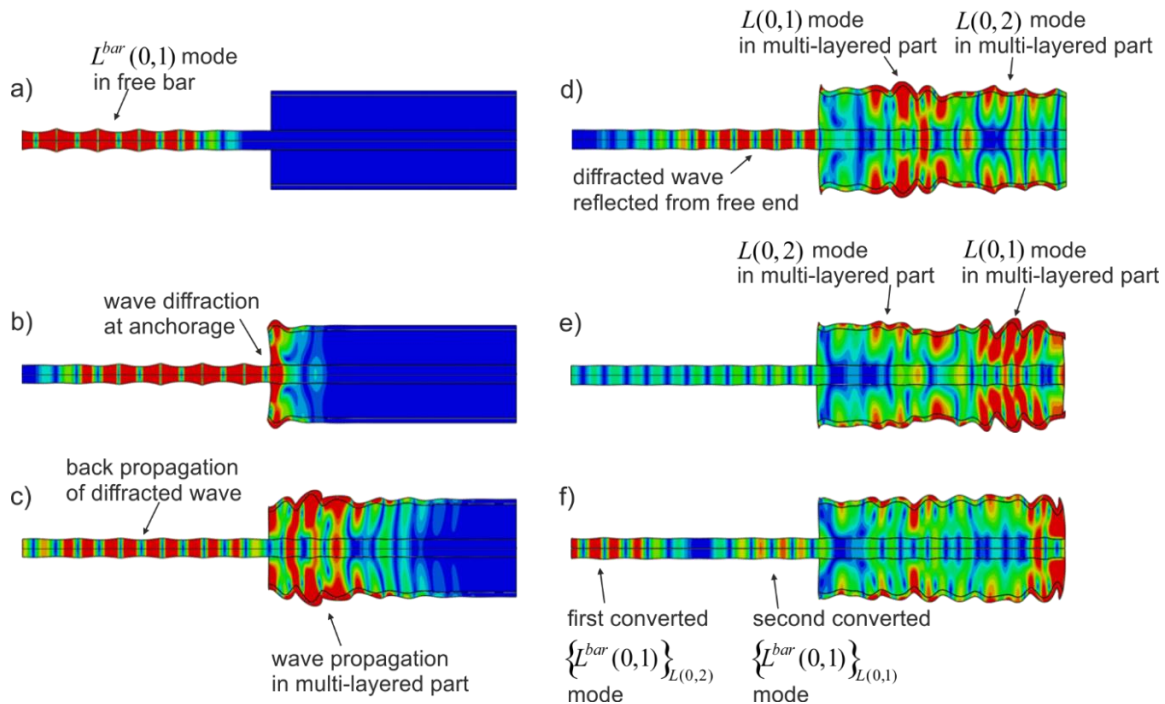 a)
L^{bar}(0,1) mode
in free bar
b)
wave diffraction
at anchorage
c)
back propagation
of diffracted wave
wave propagation
in multi-layered part
d)
L(0,1) mode
in multi-layered part
L(0,2) mode
in multi-layered part
diffracted wave
reflected from free end
e)
L(0,2) mode
in multi-layered part
L(0,1) mode
in multi-layered part
f)
first converted
{L^{bar}(0,1)}_{L(0,2)}
mode
second converted
{L^{bar}(0,1)}_{L(0,1)}
mode